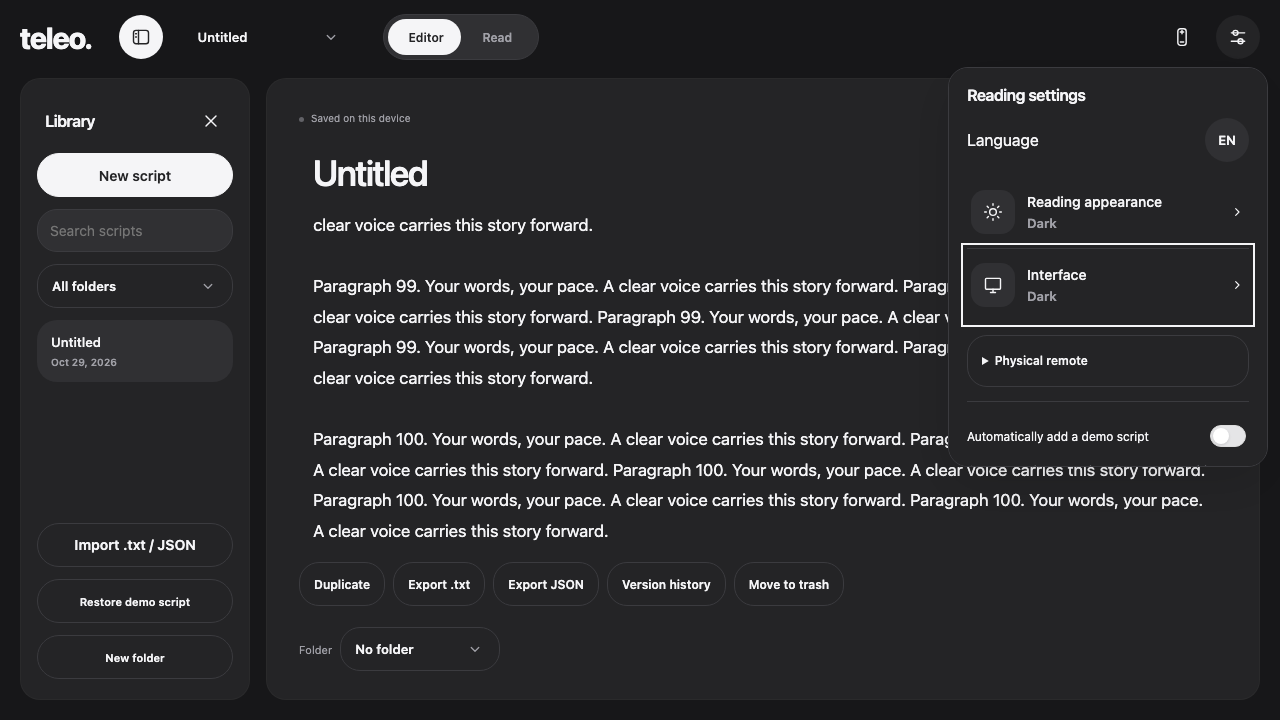 teleo.
Untitled
Editor
Read
Library
New script
Search scripts
All folders
Untitled
Oct 29, 2026
Import .txt / JSON
Restore demo script
New folder
Saved on this device
Untitled
clear voice carries this story forward.
Paragraph 99. Your words, your pace. A clear voice carries this story forward.
clear voice carries this story forward. Paragraph 99. Your words, your pace. A clear
Paragraph 99. Your words, your pace. A clear voice carries this story forward.
clear voice carries this story forward.
Paragraph 100. Your words, your pace. A clear voice carries this story forward.
A clear voice carries this story forward. Paragraph 100. Your words, your pace. A clear voice carries this story forward.
Paragraph 100. Your words, your pace. A clear voice carries this story forward. Paragraph 100. Your words, your pace.
A clear voice carries this story forward.
Duplicate
Export .txt
Export JSON
Version history
Move to trash
Folder
No folder
Reading settings
Language
EN
Reading appearance
Dark
Interface
Dark
Physical remote
Automatically add a demo script